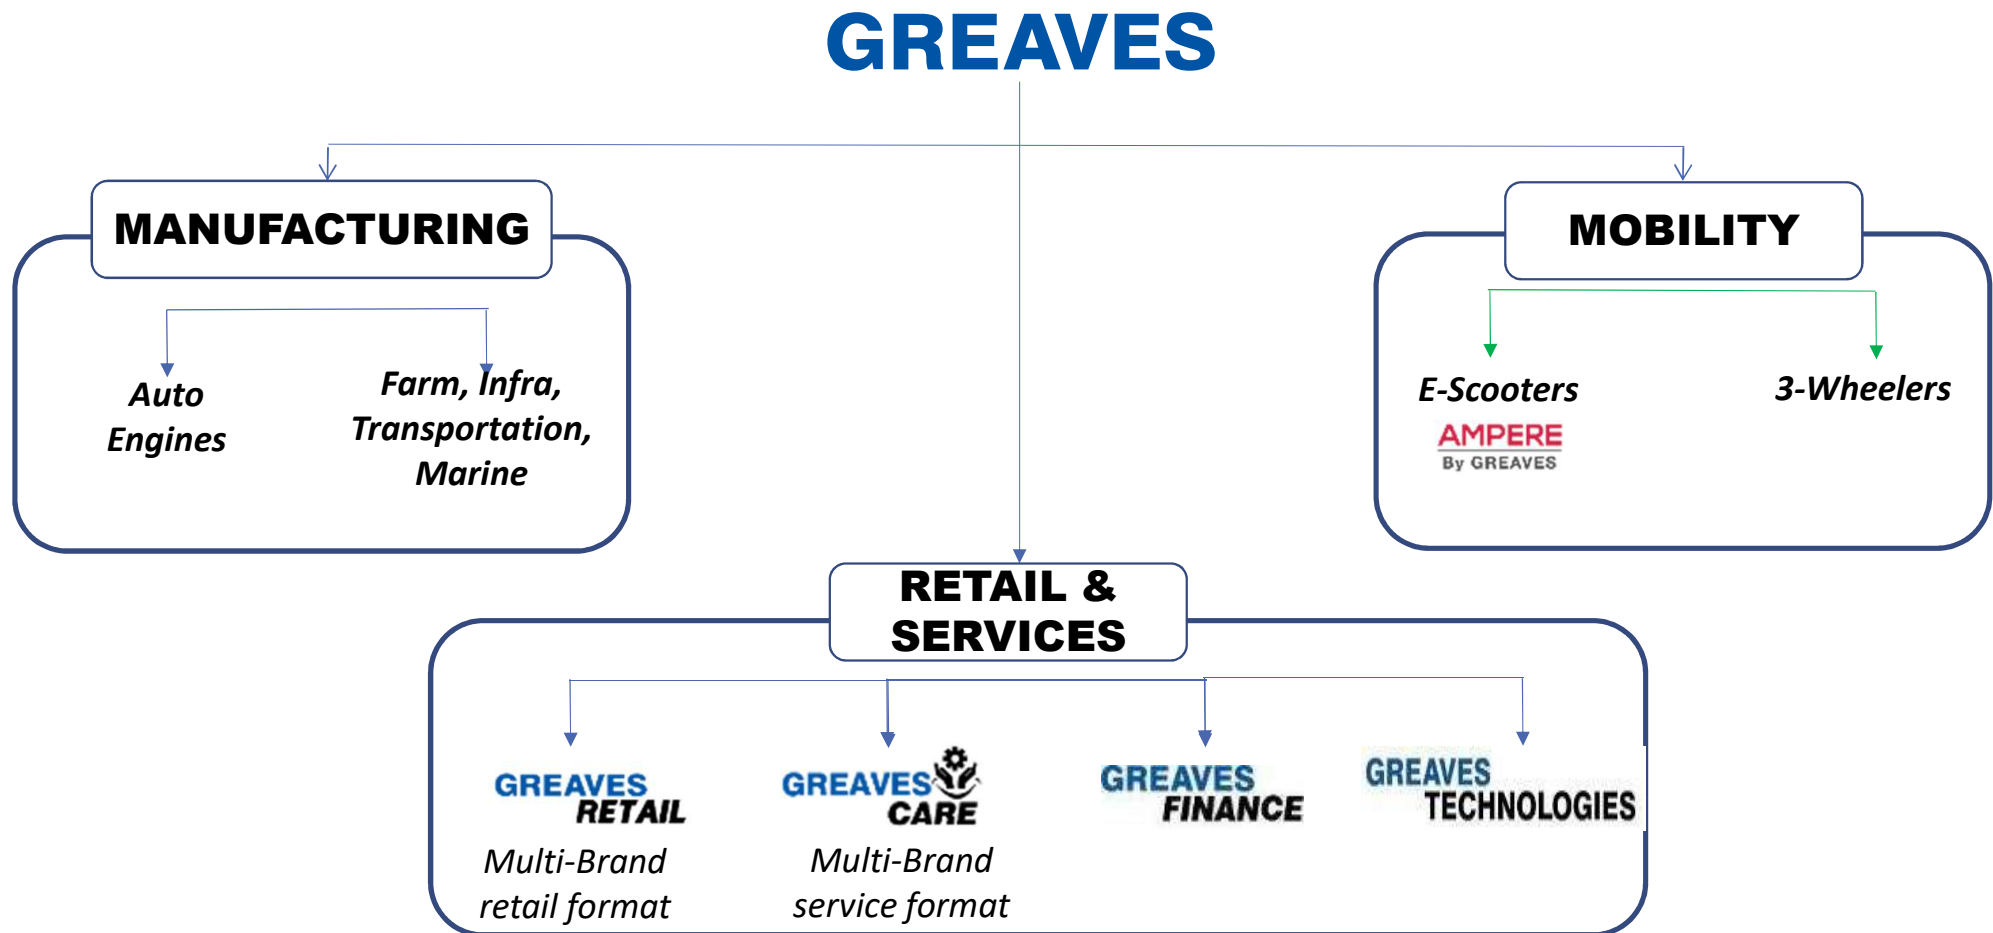 GREAVES
MANUFACTURING
Auto
Engines
Farm, Infra,
Transportation,
Marine
MOBILITY
E-Scooters
AMPERE
By GREAVES
3-Wheelers
RETAIL &
SERVICES
GREAVES
RETAIL
Multi-Brand
retail format
GREAVES
CARE
Multi-Brand
service format
GREAVES
FINANCE
GREAVES
TECHNOLOGIES